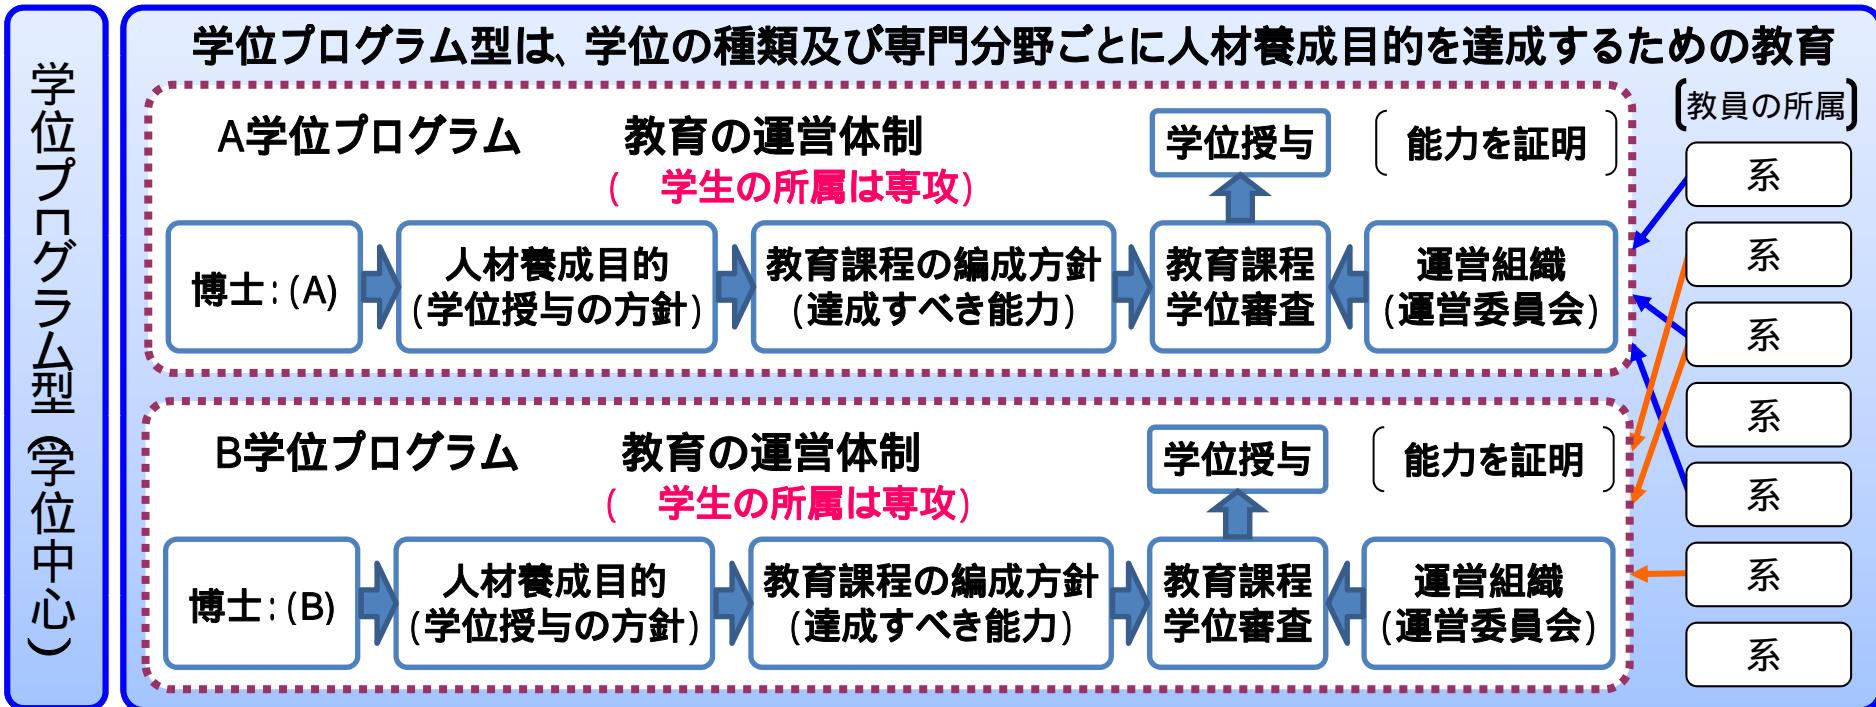 学位プログラム型(学位中心)
学位プログラム型は、学位の種類及び専門分野ごとに人材養成目的を達成するための教育
A学位プログラム
教育の運営体制
( 学生の所属は専攻)
学位授与
能力を証明
博士:(A)
人材養成目的
(学位授与の方針)
教育課程の編成方針
(達成すべき能力)
教育課程
学位審査
運営組織
(運営委員会)
B学位プログラム
教育の運営体制
( 学生の所属は専攻)
学位授与
能力を証明
博士:(B)
人材養成目的
(学位授与の方針)
教育課程の編成方針
(達成すべき能力)
教育課程
学位審査
運営組織
(運営委員会)
教員の所属
系
系
系
系
系
系
系